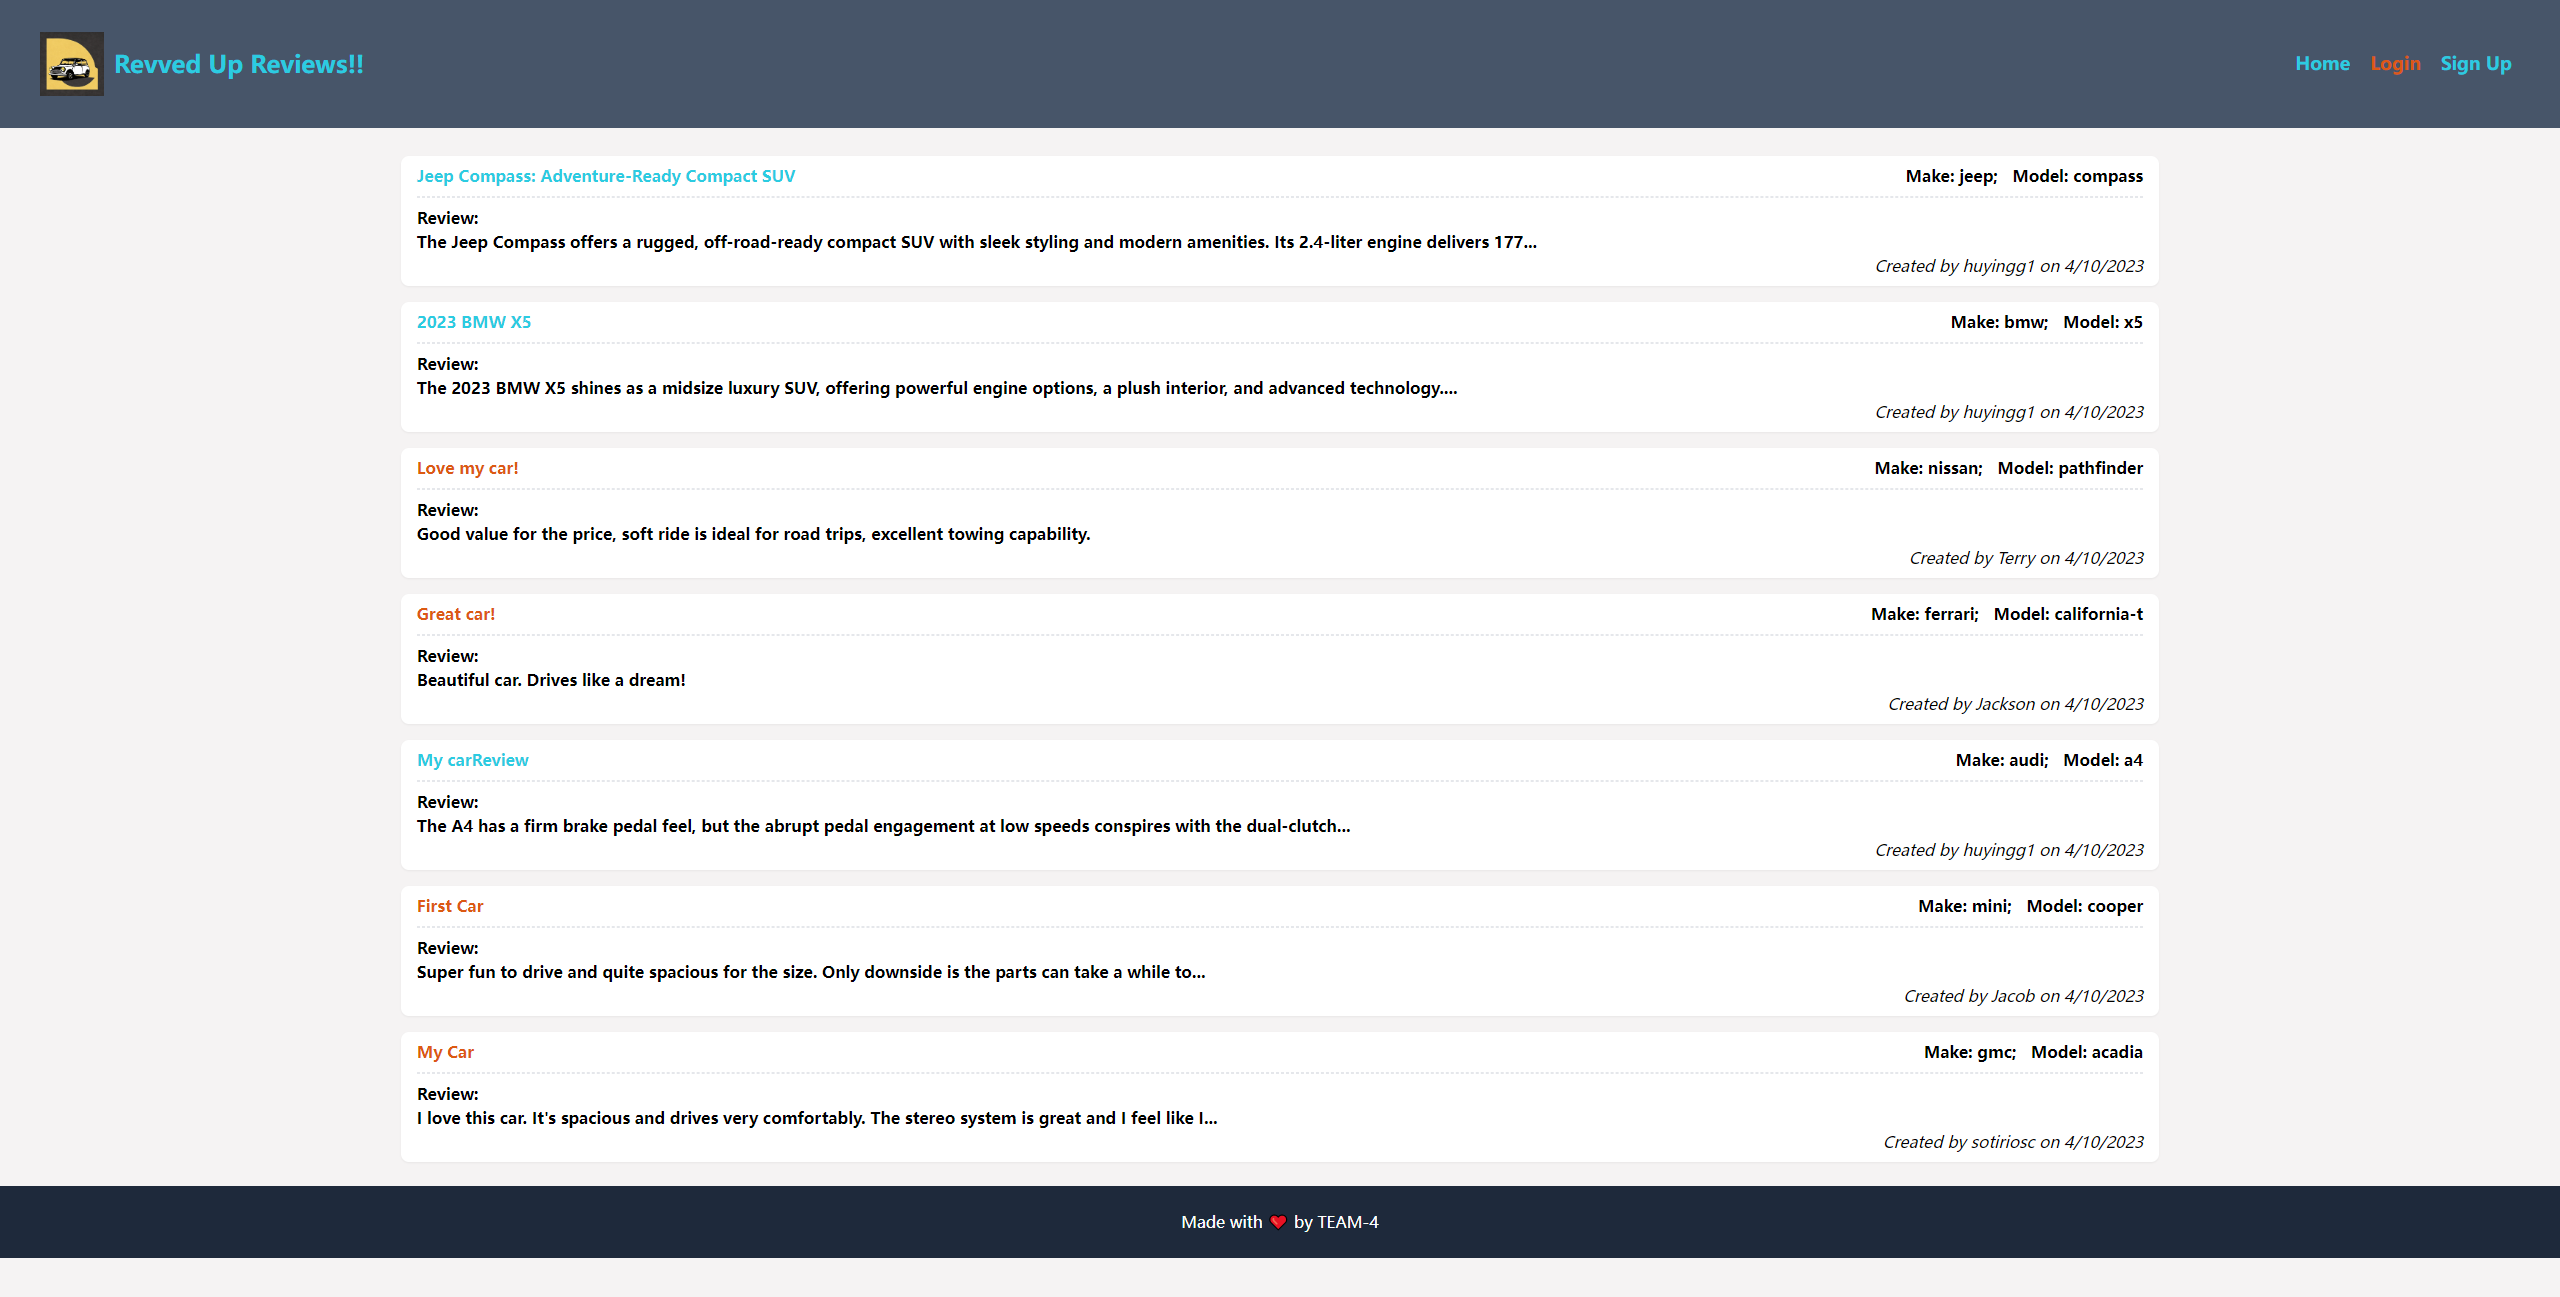 Revved Up Reviews!!
Home Login Sign Up
Jeep Compass: Adventure-Ready Compact SUV
Make: jeep; Model: compass
Review:
The Jeep Compass offers a rugged, off-road-ready compact SUV with sleek styling and modern amenities. Its 2.4-liter engine delivers 177...
Created by huyingg1 on 4/10/2023
2023 BMW X5
Make: bmw; Model: x5
Review:
The 2023 BMW X5 shines as a midsize luxury SUV, offering powerful engine options, a plush interior, and advanced technology....
Created by huyingg1 on 4/10/2023
Love my car!
Make: nissan; Model: pathfinder
Review:
Good value for the price, soft ride is ideal for road trips, excellent towing capability.
Created by Terry on 4/10/2023
Great car!
Make: ferrari; Model: california-t
Review:
Beautiful car. Drives like a dream!
Created by Jackson on 4/10/2023
My carReview
Make: audi; Model: a4
Review:
The A4 has a firm brake pedal feel, but the abrupt pedal engagement at low speeds conspires with the dual-clutch...
Created by huyingg1 on 4/10/2023
First Car
Make: mini; Model: cooper
Review:
Super fun to drive and quite spacious for the size. Only downside is the parts can take a while to...
Created by Jacob on 4/10/2023
My Car
Make: gmc; Model: acadia
Review:
I love this car. It's spacious and drives very comfortably. The stereo system is great and I feel like I...
Created by sotiriosc on 4/10/2023
Made with ❤️ by TEAM-4